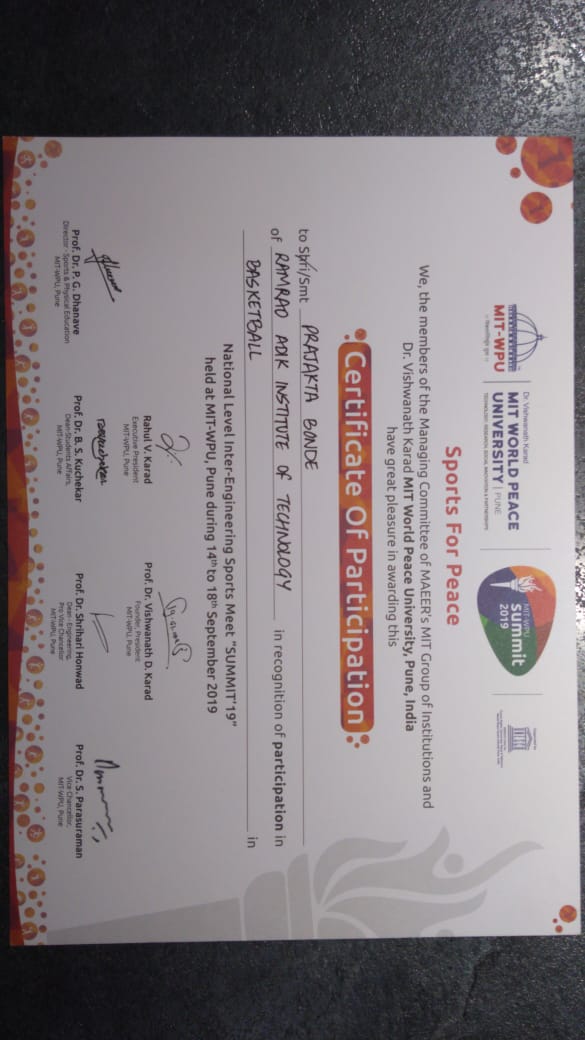 MIT-WPU
Dr. Vishwanath Karad
MIT WORLD PEACE
UNIVERSITY | PUNE
TECHNOLOGY, RESEARCH, SOCIAL INNOVATION & PARTNERSHIPS
MIT-WPU
Summit
2019
Sports For Peace
We, the members of the Managing Committee of MAEER's MIT Group of Institutions and
Dr. Vishwanath Karad MIT World Peace University, Pune, India
have great pleasure in awarding this
Certificate Of Participation
to Shri/Smt PRAJAKTA BONDE
of RAMRAO ADIK INSTITUTE OF TECHNOLOGY in recognition of participation in
BASKETBALL in
National Level Inter-Engineering Sports Meet "SUMMIT'19"
held at MIT-WPU, Pune during 14th to 18th September 2019
Rahul V. Karad
Executive President
MIT-WPU, Pune
Prof. Dr. Vishwanath D. Karad
Founder, President
MIT-WPU, Pune
Prof. Dr. P. G. Dhanave
Director - Sports & Physical Education
MIT-WPU, Pune
Prof. Dr. B. S. Kuchekar
Dean-Students Affairs,
MIT-WPU, Pune
Prof. Dr. Shrihari Honwad
Dean - Engineering,
Pro Vice Chancellor
MIT-WPU, Pune
Prof. Dr. S. Parasuraman
Vice Chancellor,
MIT-WPU, Pune